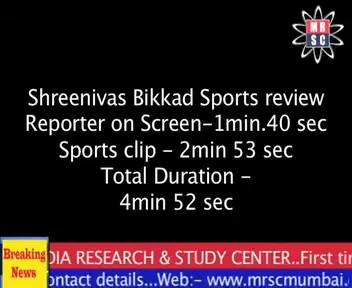 MR
SC
Shreenivas Bikkad Sports review
Reporter on Screen-1min.40 sec
Sports clip - 2min 53 sec
Total Duration -
4min 52 sec
Breaking
News
DIA RESEARCH & STUDY CENTER..First tim
ontact details...Web:- www.mrscmumbai.